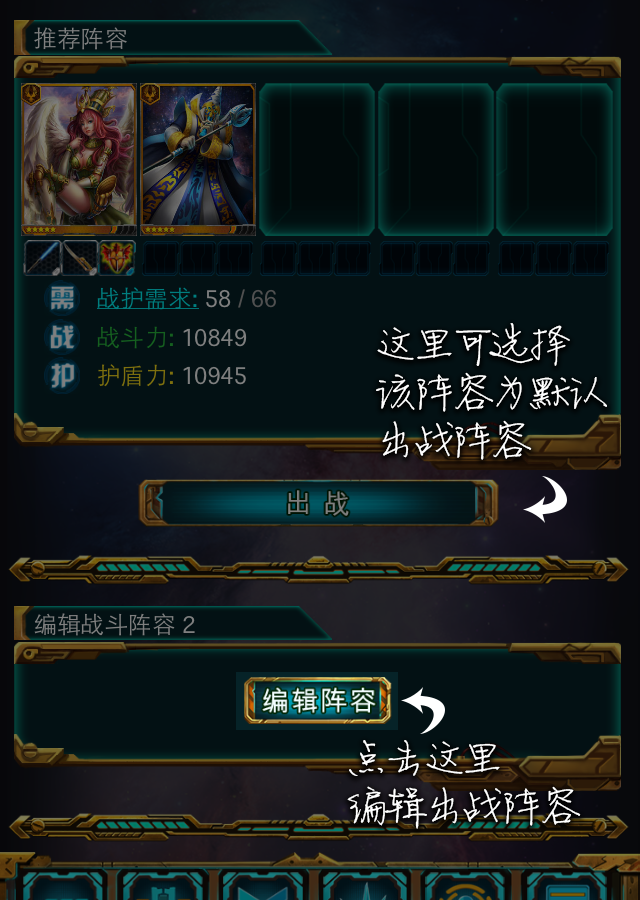 推荐阵容
需 战护需求: 58 / 66
战 战斗力: 10849
护 护盾力: 10945
这里可选择
该阵容为默认
出战阵容
出 战
编辑战斗阵容 2
编辑阵容
点击这里
编辑出战阵容